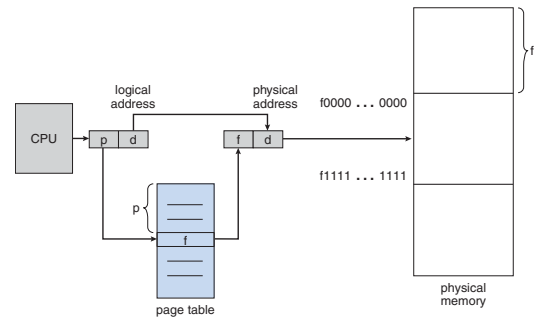 logical
address
physical
address
CPU
p d
f d
f0000 ... 0000
f1111 ... 1111
f
p
f
page table
physical
memory